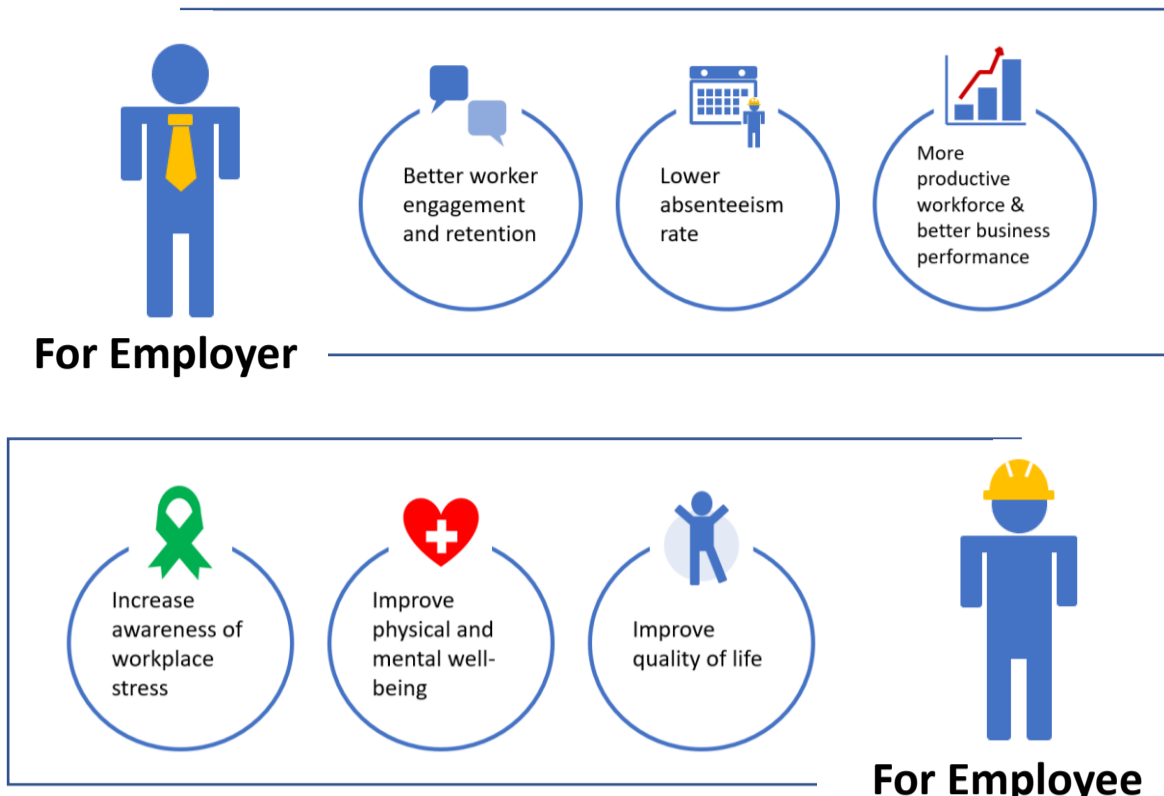 Better worker
engagement
and retention
Lower
absenteeism
rate
More
productive
workforce &
better business
performance
For Employer
Increase
awareness of
workplace
stress
Improve
physical and
mental well-
being
Improve
quality of life
For Employee